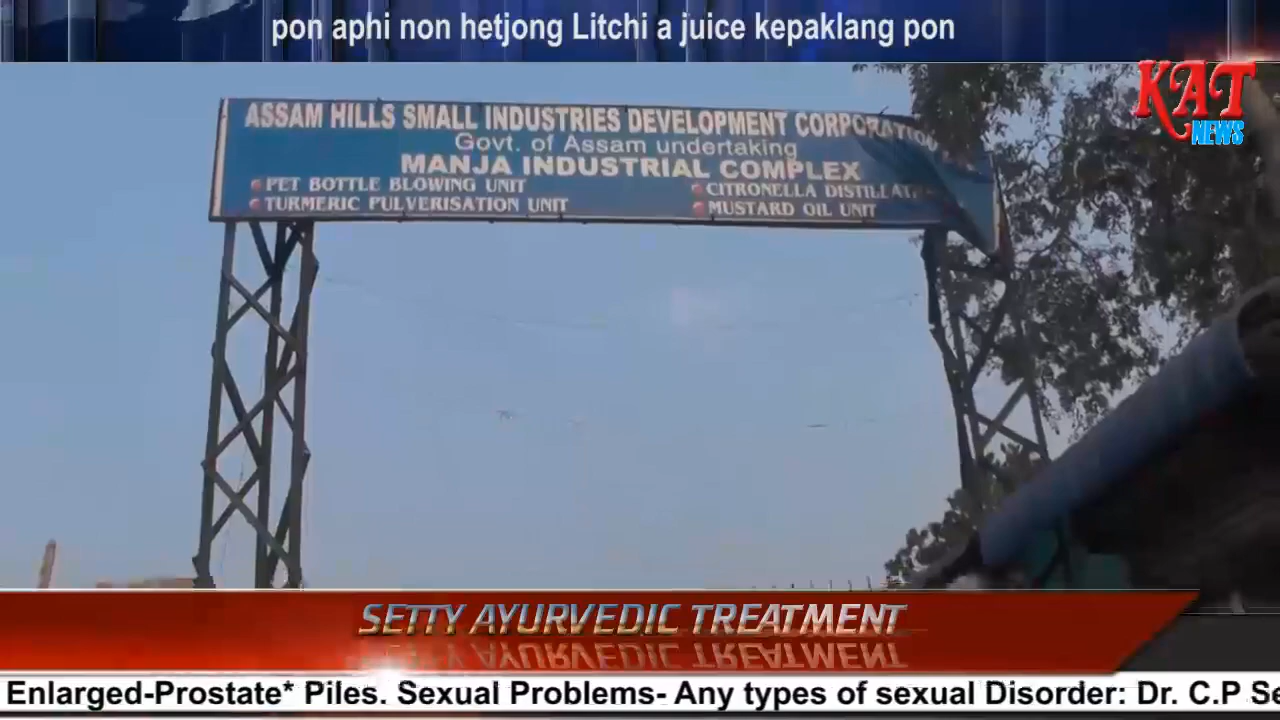 pon aphi non hetjong Litchi a juice kepaklang pon
KAT
NEWS
ASSAM HILLS SMALL INDUSTRIES DEVELOPMENT
Govt. of Assam undertaking
MANJA INDUSTRIAL COMPLEX
PET BOTTLE BLOWING UNIT
TURMERIC PULVERISATION UNIT
CITRONELLA
MUSTARD OIL UNIT
SETTY AYURVEDIC TREATMENT
Enlarged-Prostate* Piles. Sexual Problems- Any types of sexual Disorder: Dr. C.P Se